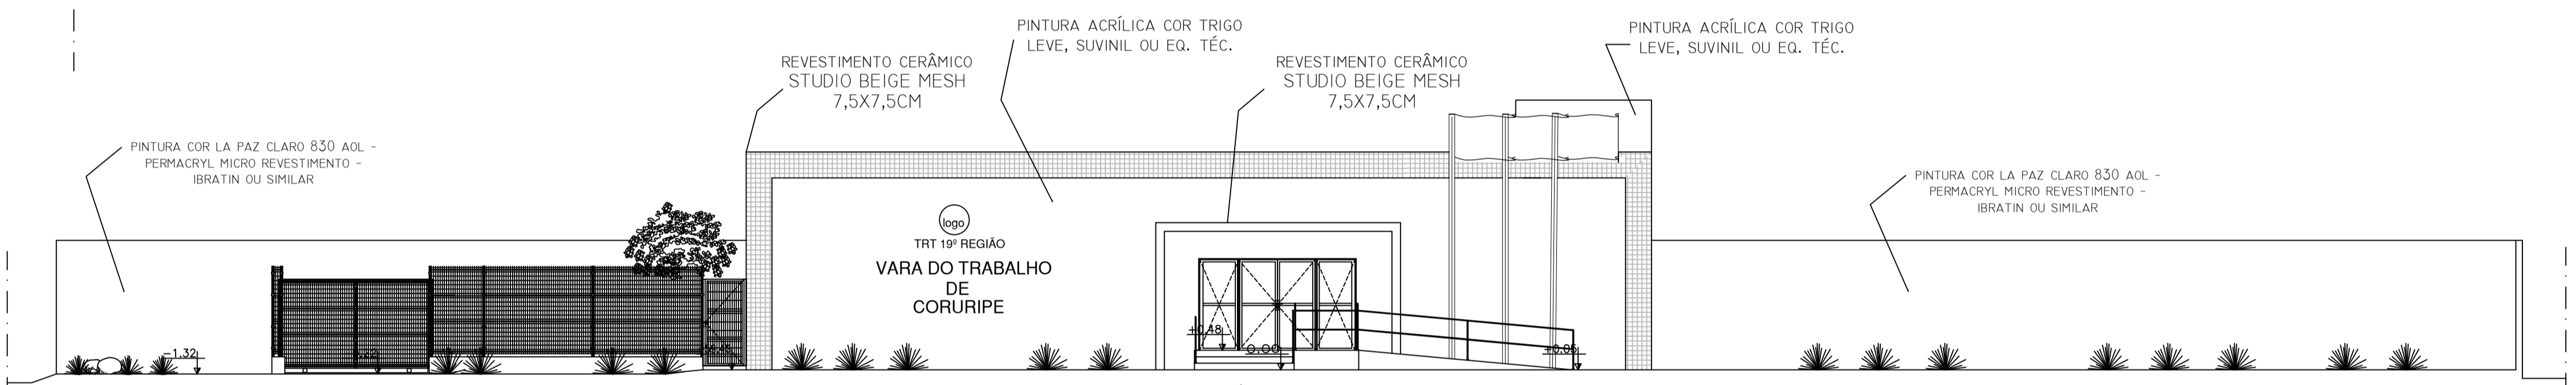 PINTURA ACRÍLICA COR TRIGO
LEVE, SUVINIL OU EQ. TÉC.
PINTURA ACRÍLICA COR TRIGO
LEVE, SUVINIL OU EQ. TÉC.
REVESTIMENTO CERÂMICO
STUDIO BEIGE MESH
7,5X7,5CM
REVESTIMENTO CERÂMICO
STUDIO BEIGE MESH
7,5X7,5CM
PINTURA COR LA PAZ CLARO 830 AOL -
PERMACRYL MICRO REVESTIMENTO -
IBRATIN OU SIMILAR
PINTURA COR LA PAZ CLARO 830 AOL -
PERMACRYL MICRO REVESTIMENTO -
IBRATIN OU SIMILAR
logo
TRT 19º REGIÃO
VARA DO TRABALHO
DE
CORURIPE
+0.48
-1.32
0.00
+0.05